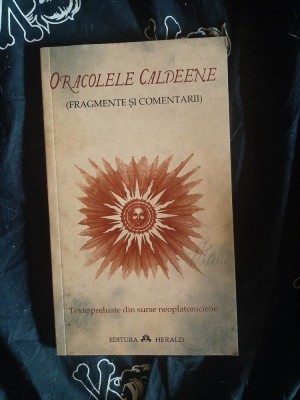 ORACOLELE CALDEENE
(FRAGMENTE ȘI COMENTARII)
Texte preluate din surse neoplatoniciene
EDITURA HERALD